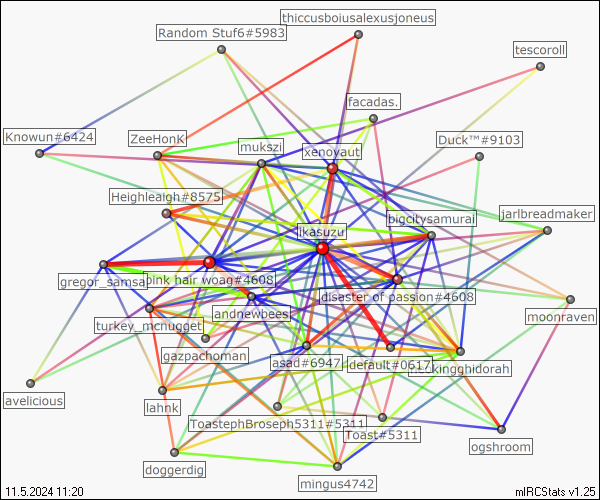 thiccusboiusalexusjoneus
Random Stuf6#5983
tescoroll
facadas.
Knowun#6424
ZeeHonK
Duck™#9103
mukszi
xenovaut
Heighleaigh#8575
jarlbreadmaker
bigcitysamurai
ikasuzu
gregor_samsa
pink hair woag#4608
disaster of passion#4608
landnewbees
moonraven
turkey_mcnugget
gazpachoman
asad#6947
default#0617
kingghidorah
avelicious
lahnk
ToastephBroseph5311#5311
Toast#5311
ogshroom
doggerdig
mingus4742
11.5.2024 11:20
mIRCStats v1.25